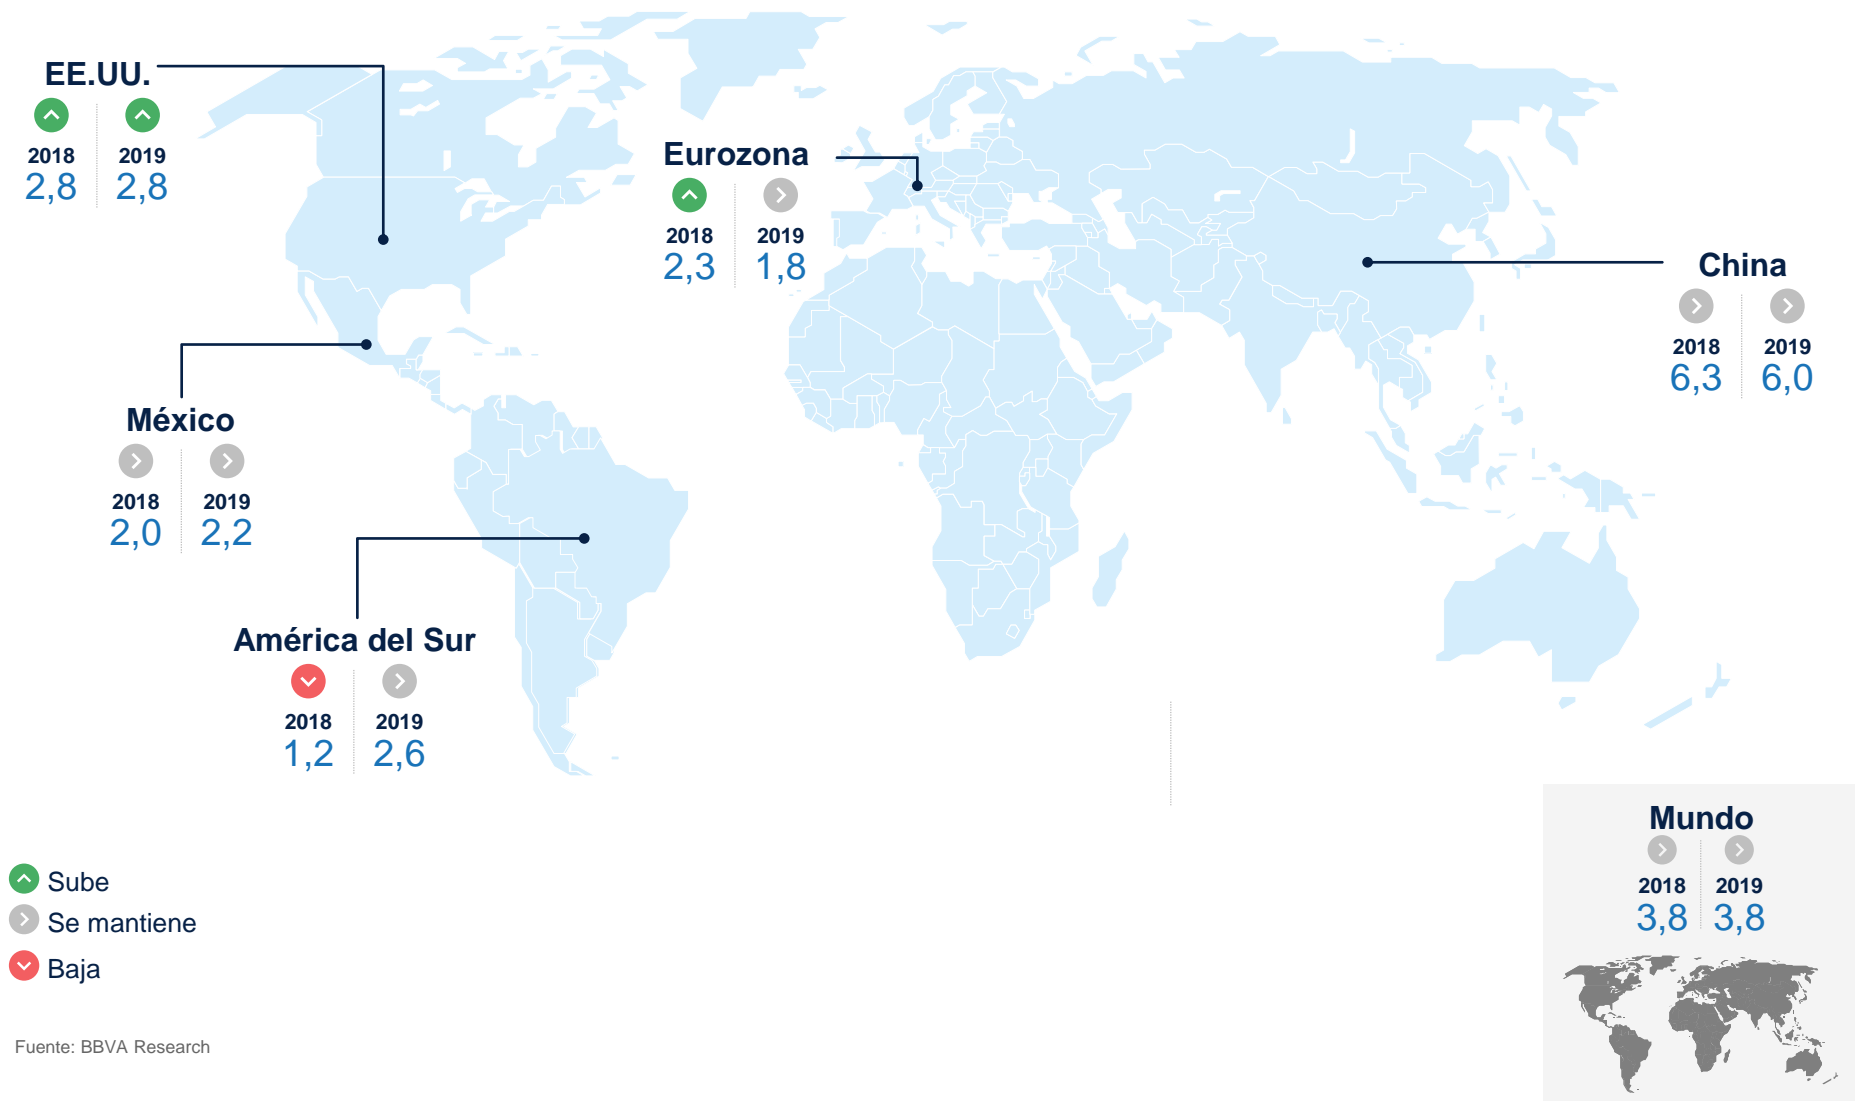 EE.UU.
2018 2019
2,8 2,8
Eurozona
2018 2019
2,3 1,8
China
2018 2019
6,3 6,0
México
2018 2019
2,0 2,2
América del Sur
2018 2019
1,2 2,6
Mundo
2018 2019
3,8 3,8
Sube
Se mantiene
Baja
Fuente: BBVA Research